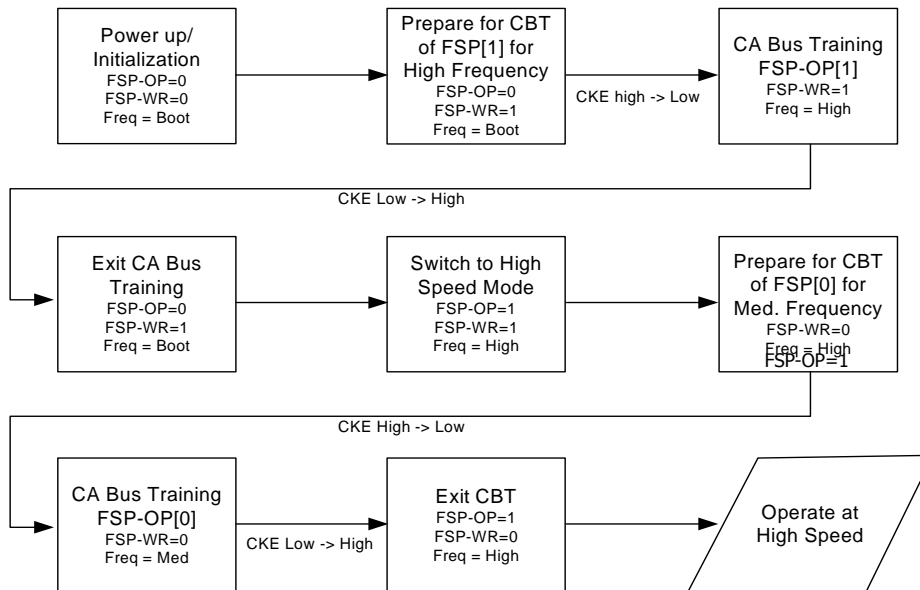 Power up/
Initialization
FSP-OP=0
FSP-WR=0
Freq = Boot
Prepare for CBT
of FSP[1] for
High Frequency
FSP-OP=0
FSP-WR=1
Freq = Boot
CKE high -> Low
CA Bus Training
FSP-OP[1]
FSP-WR=1
Freq = High
CKE Low -> High
Exit CA Bus
Training
FSP-OP=0
FSP-WR=1
Freq = Boot
Switch to High
Speed Mode
FSP-OP=1
FSP-WR=1
Freq = High
Prepare for CBT
of FSP[0] for
Med. Frequency
FSP-WR=0
Freq = High
FSP-OP=1
CKE High -> Low
CA Bus Training
FSP-OP[0]
FSP-WR=0
Freq = Med
CKE Low -> High
Exit CBT
FSP-OP=1
FSP-WR=0
Freq = High
Operate at
High Speed